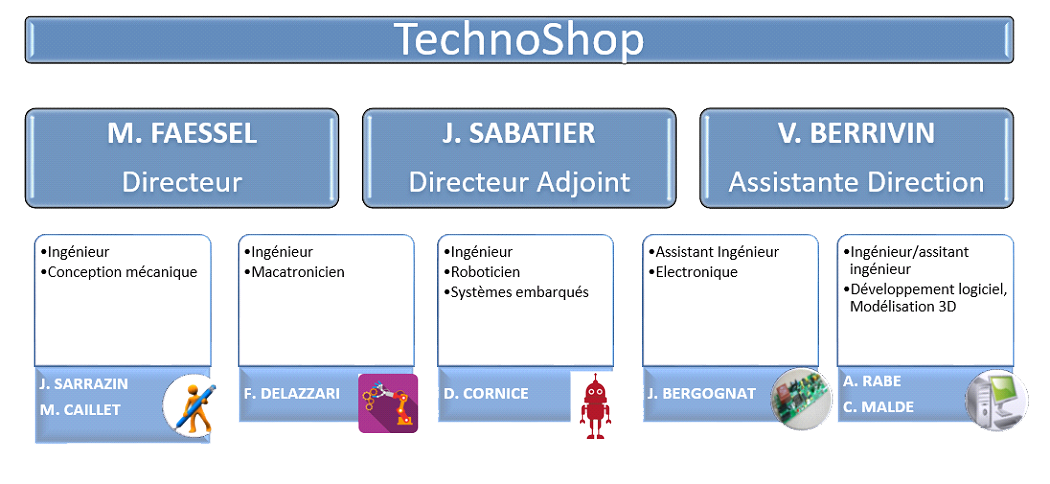 TechnoShop
M. FAESSEL
Directeur
J. SABATIER
Directeur Adjoint
V. BERRIVIN
Assistante Direction
•Ingénieur
•Conception mécanique
J. SARRAZIN
M. CAILLET
•Ingénieur
•Macatronicien
F. DELAZZARI
•Ingénieur
•Roboticien
•Systèmes embarqués
D. CORNICE
•Assistant Ingénieur
•Electronique
J. BERGOGNAT
•Ingénieur/assitant
ingénieur
•Développement logiciel,
Modélisation 3D
A. RABE
C. MALDE